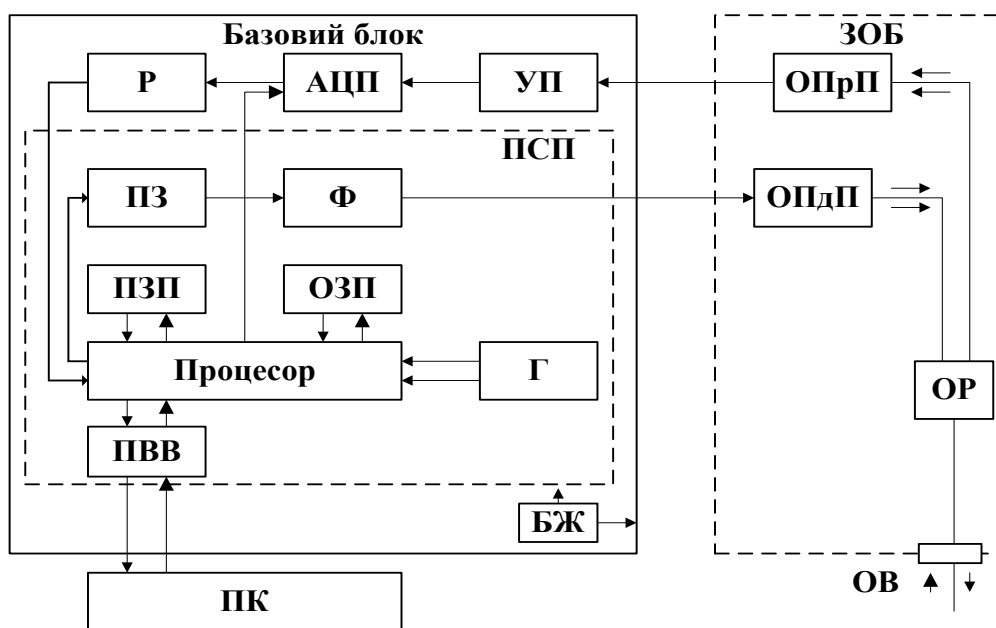 Базовий блок
ЗОБ
Р
АЦП
УП
ОПрП
ПСП
ПЗ
Ф
ОПдП
ПЗП
ОЗП
Процесор
Г
ОР
ПВВ
БЖ
ОВ
ПК